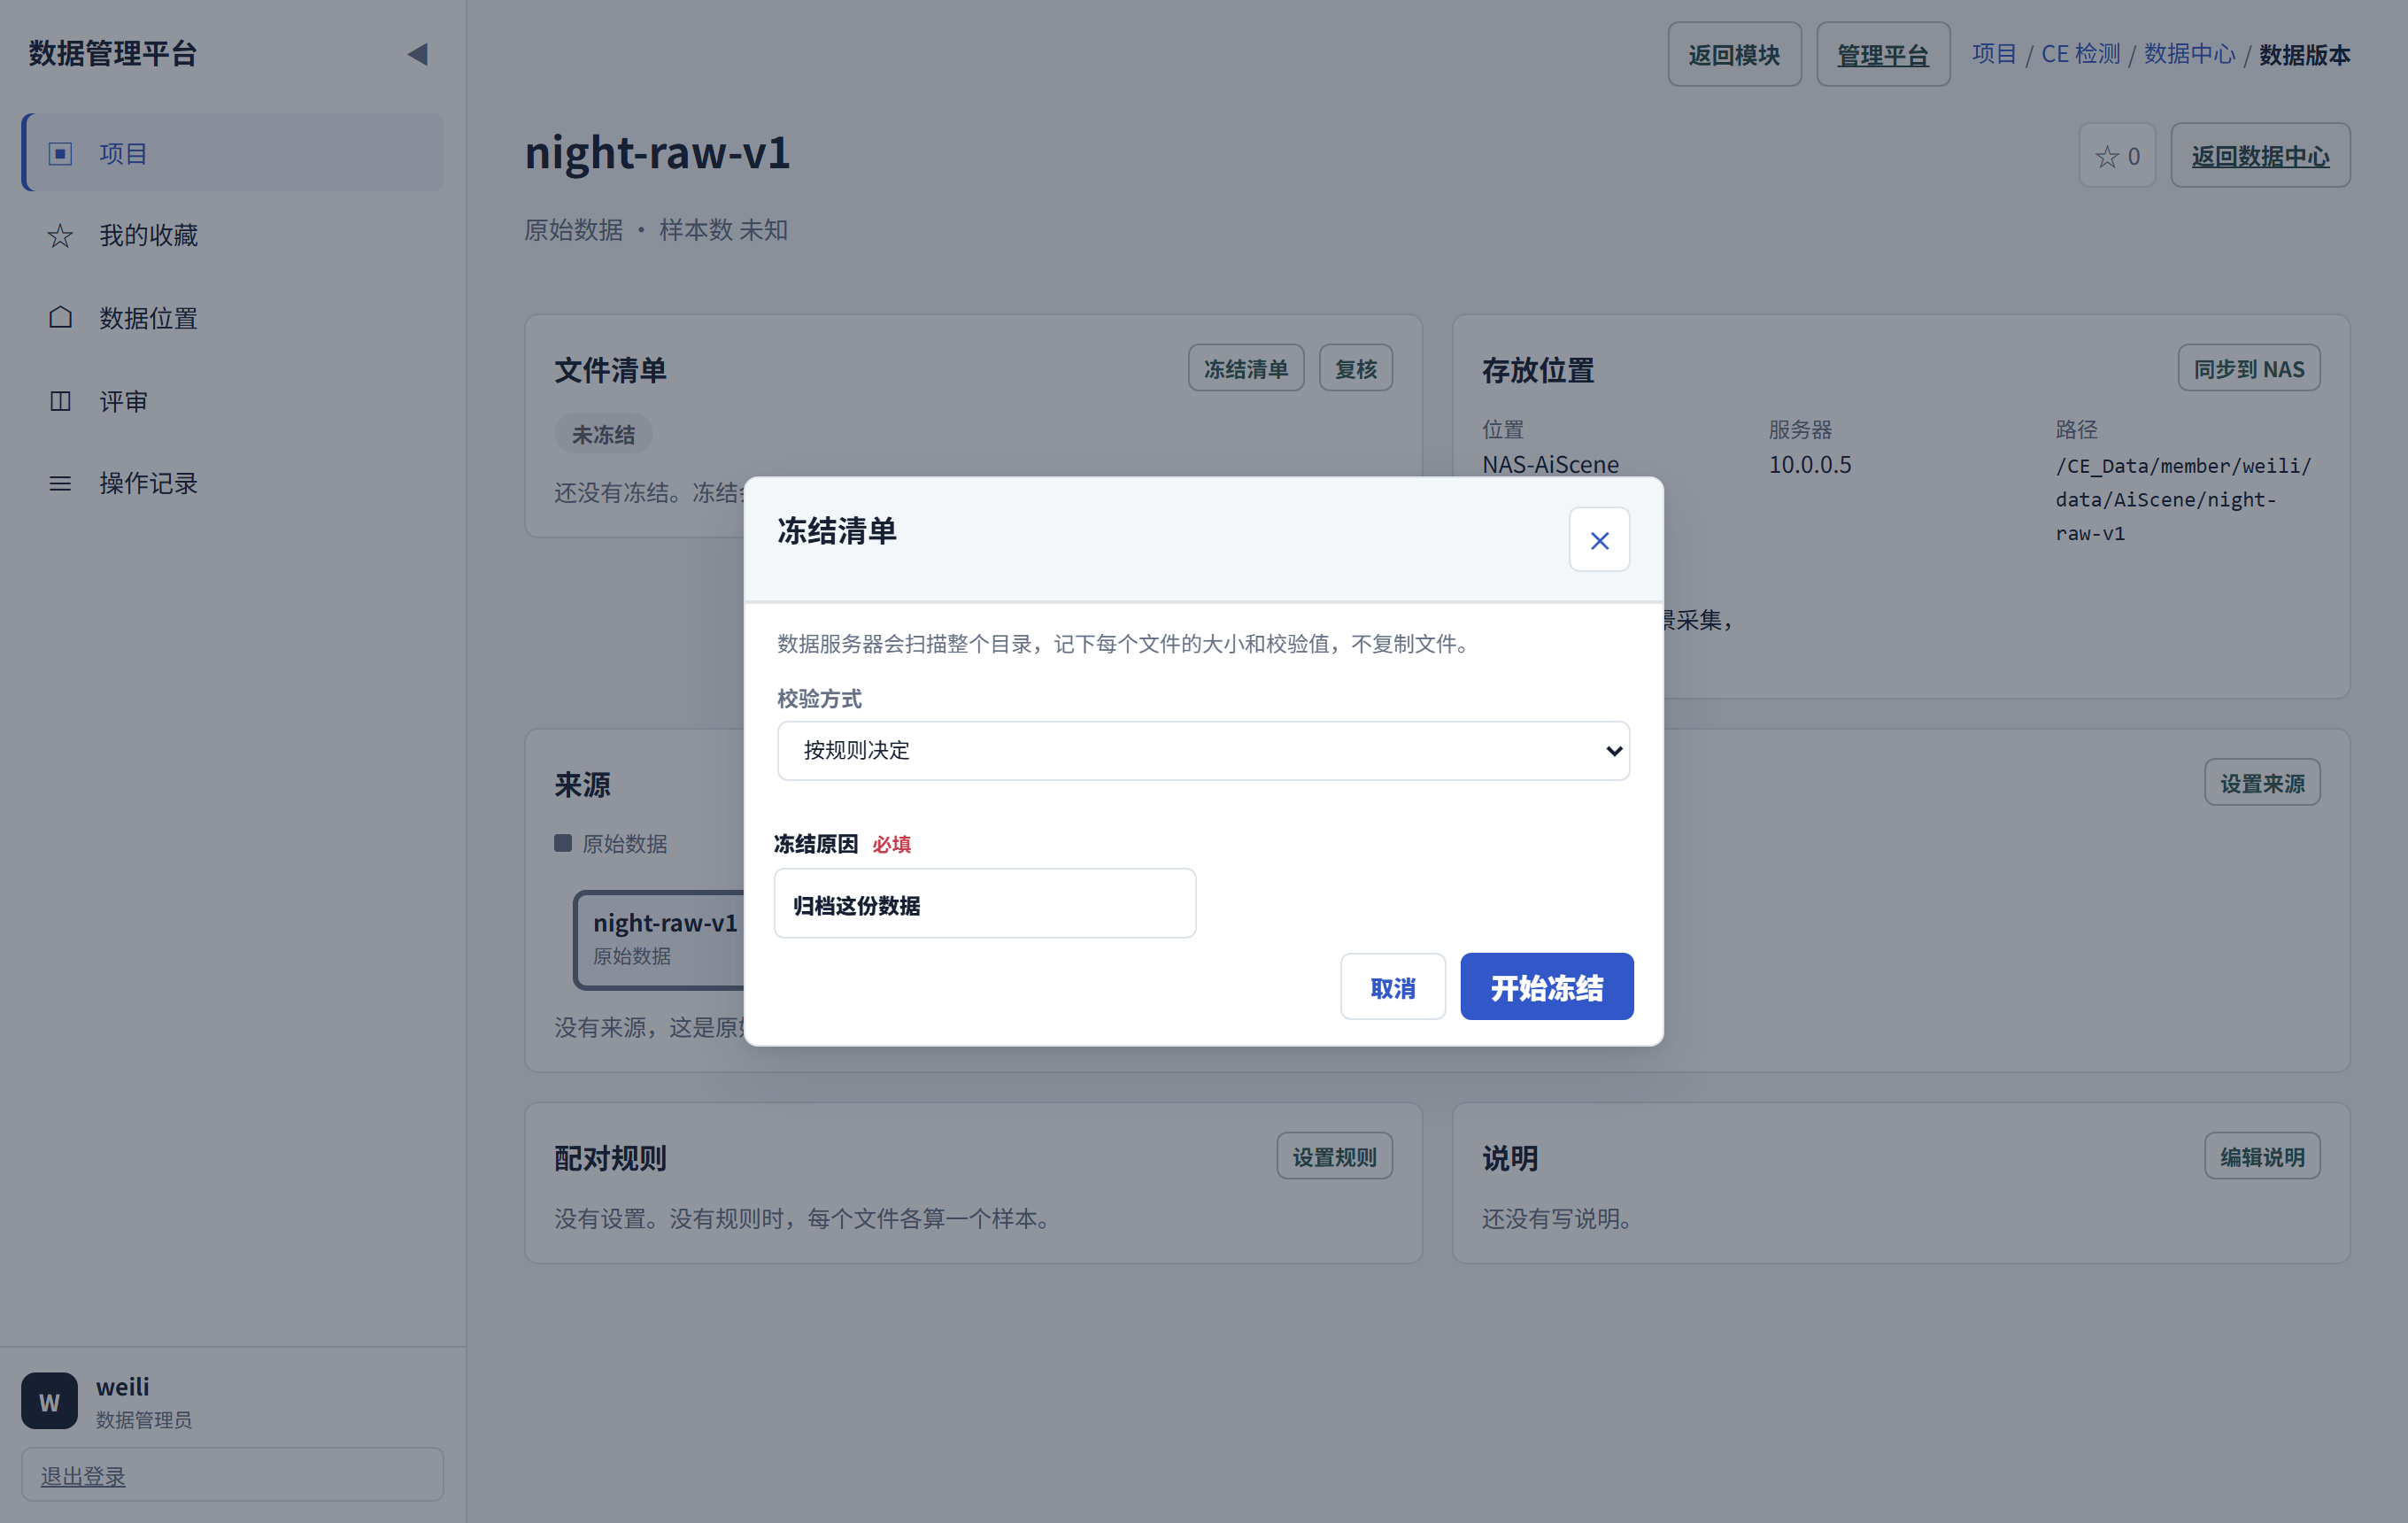 数据管理平台
项目
我的收藏
数据位置
评审
操作记录
weili
W
数据管理员
退出登录
返回模块
管理平台
项目 / CE 检测 / 数据中心 / 数据版本
night-raw-v1
☆ 0
返回数据中心
原始数据 · 样本数 未知
文件清单
冻结清单
复核
未冻结
还没有冻结。冻结
存放位置
同步到 NAS
位置
NAS-AiScene
服务器
10.0.0.5
路径
/CE_Data/member/weili/
data/AiScene/night-
raw-v1
景采集，
冻结清单
×
数据服务器会扫描整个目录，记下每个文件的大小和校验值，不复制文件。
校验方式
按规则决定
冻结原因 必填
归档这份数据
取消
开始冻结
来源
设置来源
原始数据
night-raw-v1
原始数据
没有来源，这是原
配对规则
设置规则
没有设置。没有规则时，每个文件各算一个样本。
说明
编辑说明
还没有写说明。